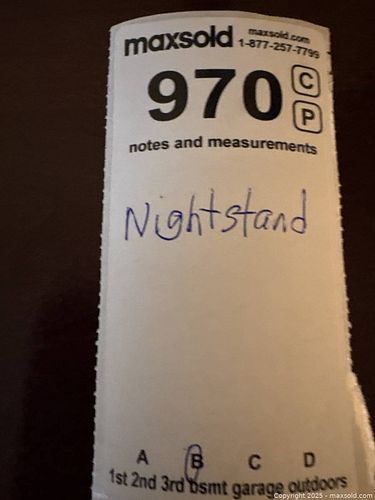 maxsold maxsold.com
1-877-257-7799
970 C
P
notes and measurements
Nightstand
A B C D
1st 2nd 3rd bsmt garage outdoors
Copyright 2025 - maxsold.com